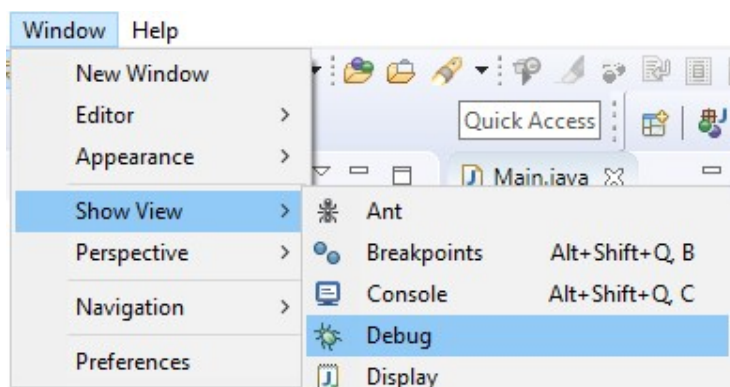 Window Help
New Window
Editor
Quick Access
Appearance
Main.java
Show View
Ant
Perspective
Breakpoints Alt+Shift+Q, B
Navigation
Console Alt+Shift+Q, C
Debug
Preferences
Display